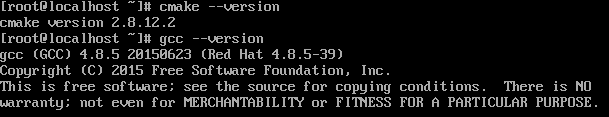 [root@localhost ~]# cmake --version
cmake version 2.8.12.2
[root@localhost ~]# gcc --version
gcc (GCC) 4.8.5 20150623 (Red Hat 4.8.5-39)
Copyright (C) 2015 Free Software Foundation, Inc.
This is free software; see the source for copying conditions.  There is NO
warranty; not even for MERCHANTABILITY or FITNESS FOR A PARTICULAR PURPOSE.